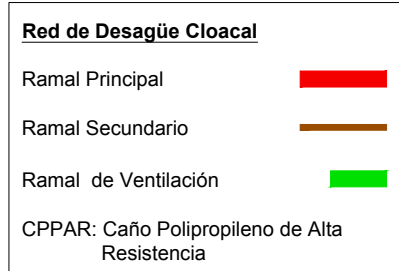 Red de Desagüe Cloacal
Ramal Principal
Ramal Secundario
Ramal de Ventilación
CPPAR: Caño Polipropileno de Alta
Resistencia